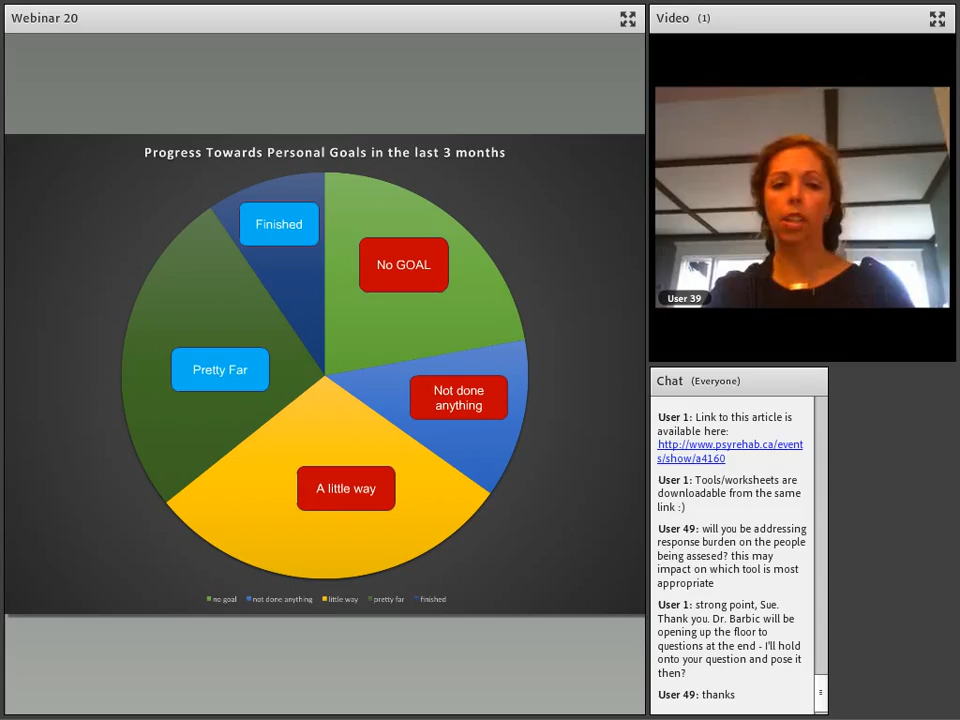 Webinar 20
Progress Towards Personal Goals in the last 3 months
Finished
No GOAL
Pretty Far
Not done
anything
A little way
no goal not done anything little way pretty far finished
Video (1)
User 39
Chat (Everyone)
User 1: Link to this article is
available here:
http://www.psyrehab.ca/event
s/show/a4160
User 1: Tools/worksheets are
downloadable from the same
link :)
User 49: will you be addressing
response burden on the people
being assesed? this may
impact on which tool is most
appropriate
User 1: strong point, Sue.
Thank you. Dr. Barbic will be
opening up the floor to
questions at the end - I'll hold
onto your question and pose it
then?
User 49: thanks